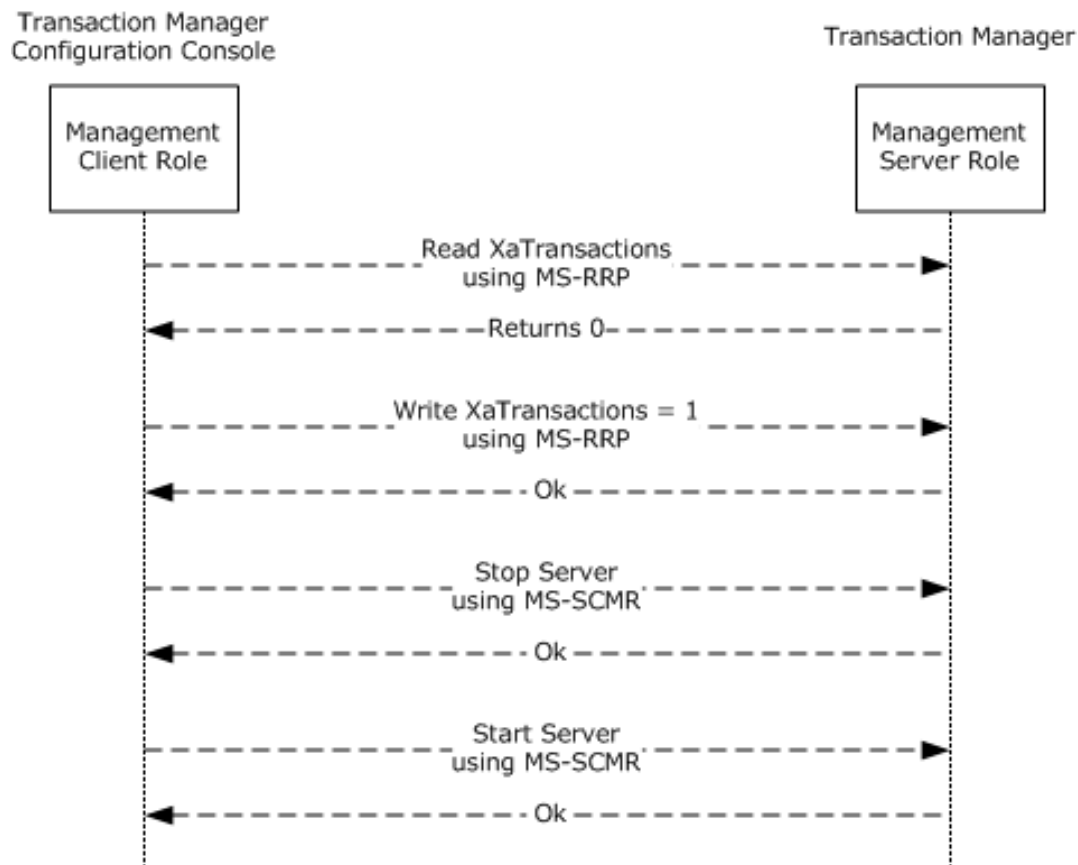 Transaction Manager
Configuration Console
Transaction Manager
Management
Client Role
Management
Server Role
Read XaTransactions
using MS-RRP
Returns 0
Write XaTransactions = 1
using MS-RRP
Ok
Stop Server
using MS-SCMR
Ok
Start Server
using MS-SCMR
Ok